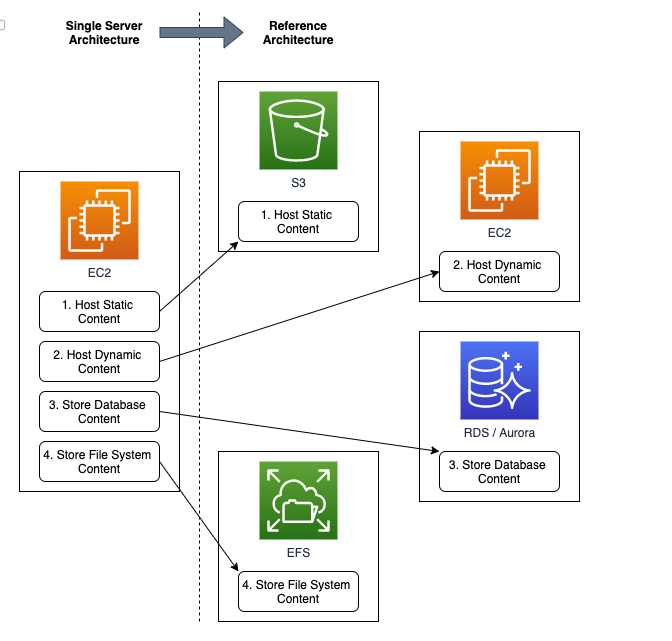 Single Server
Architecture
Reference
Architecture
S3
1. Host Static
Content
EC2
2. Host Dynamic
Content
EC2
1. Host Static
Content
2. Host Dynamic
Content
3. Store Database
Content
4. Store File System
Content
RDS / Aurora
3. Store Database
Content
EFS
4. Store File System
Content